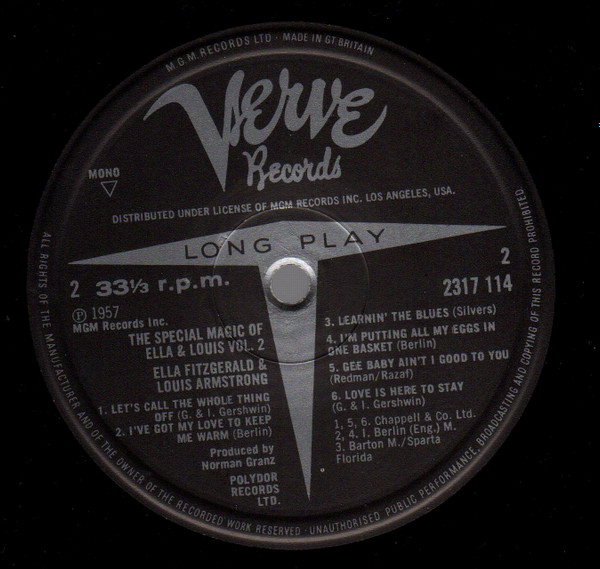 M.G.M RECORDS LTD · MADE IN GT BRITAIN
Verve
Records
MONO
DISTRIBUTED UNDER LICENSE OF MGM RECORDS INC. LOS ANGELES, USA.
LONG PLAY
2 33⅓ r.p.m.
2
2317 114
Ⓟ 1957
MGM Records Inc.
THE SPECIAL MAGIC OF
ELLA & LOUIS VOL. 2
ELLA FITZGERALD &
LOUIS ARMSTRONG
1. LET'S CALL THE WHOLE THING
OFF (G. & I. Gershwin)
2. I'VE GOT MY LOVE TO KEEP
ME WARM (Berlin)
Produced by
Norman Granz
POLYDOR
RECORDS
LTD.
3. LEARNIN' THE BLUES (Silvers)
4. I'M PUTTING ALL MY EGGS IN
ONE BASKET (Berlin)
5. GEE BABY AIN'T I GOOD TO YOU
(Redman/Razaf)
6. LOVE IS HERE TO STAY
(G. & I. Gershwin)
1, 5, 6. Chappell & Co. Ltd.
2, 4. I. Berlin (Eng.) M.
3. Barton M./Sparta
Florida
ALL RIGHTS OF THE MANUFACTURER AND OF THE OWNER OF THE RECORDED WORK RESERVED · UNAUTHORISED PUBLIC PERFORMANCE, BROADCASTING AND COPYING OF THIS RECORD PROHIBITED